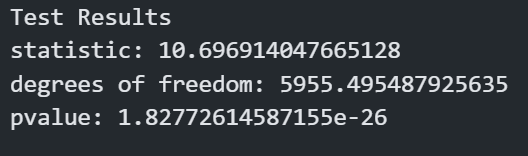 Test Results
statistic: 10.696914047665128
degrees of freedom: 5955.495487925635
pvalue: 1.82772614587155e-26